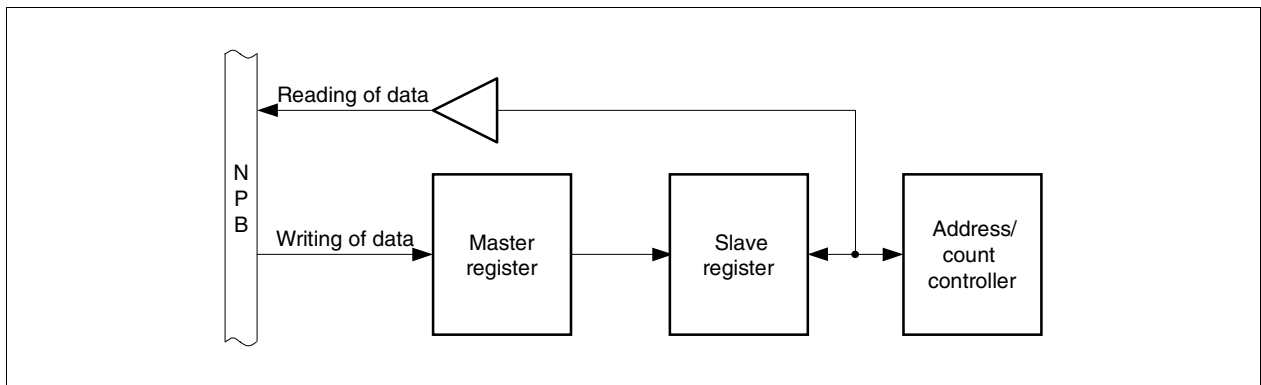 Reading of data
N
P
B
Writing of data
Master
register
Slave
register
Address/
count
controller